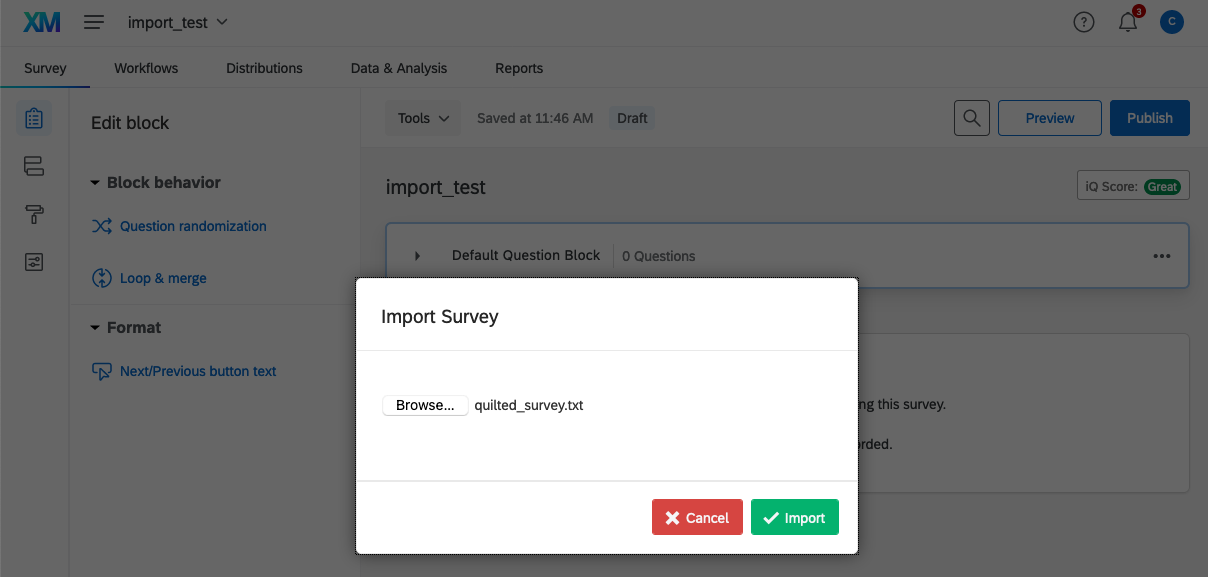 XM
import_test
?
3
C
Survey
Workflows
Distributions
Data & Analysis
Reports
Edit block
Tools
Saved at 11:46 AM
Draft
Preview
Publish
Block behavior
import_test
iQ Score: Great
Question randomization
Default Question Block
0 Questions
Loop & merge
Import Survey
Format
Next/Previous button text
Browse...
quilted_survey.txt
ng this survey.
orded.
Cancel
Import